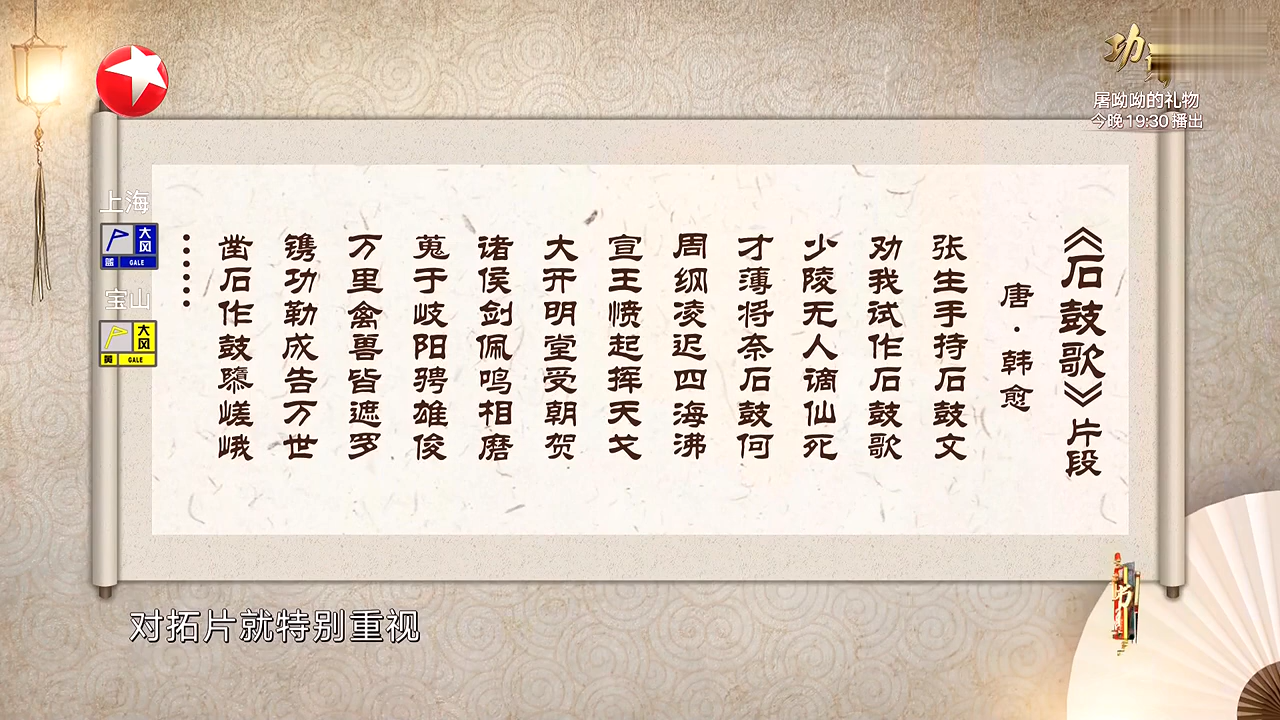 《石鼓歌》片段
唐·韩愈
张生手持石鼓文
劝我试作石鼓歌
少陵无人谪仙死
才薄将奈石鼓何
周纲凌迟四海沸
宣王愤起挥天戈
大开明堂受朝贺
诸侯剑佩鸣相磨
蒐于岐阳骋雄俊
万里禽兽皆遮罗
镌功勒成告万世
凿石作鼓隳嵯峨
……
功
屠呦呦的礼物
今晚19:30播出
上海
大风
蓝 GALE
宝山
大风
黄 GALE
对拓片就特别重视